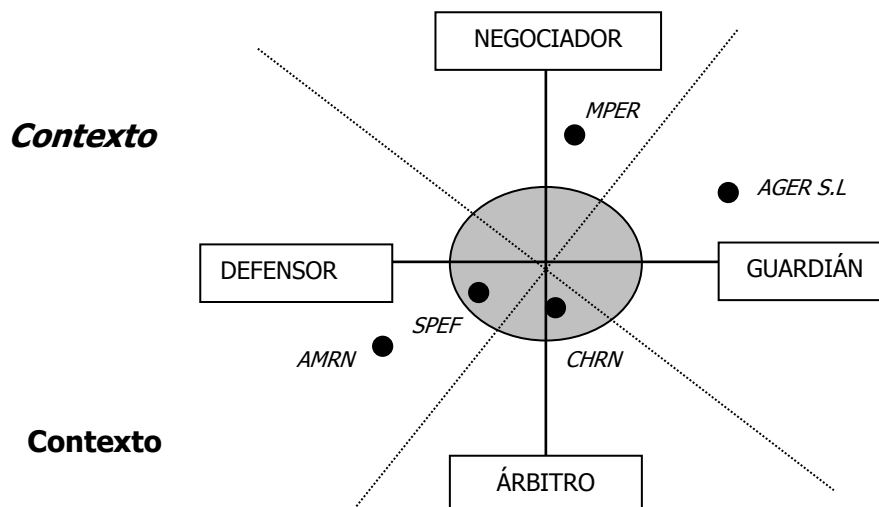 NEGOCIADOR
MPER
Contexto
AGER S.L
DEFENSOR
GUARDIÁN
SPEF
AMRN
CHRN
Contexto
ÁRBITRO